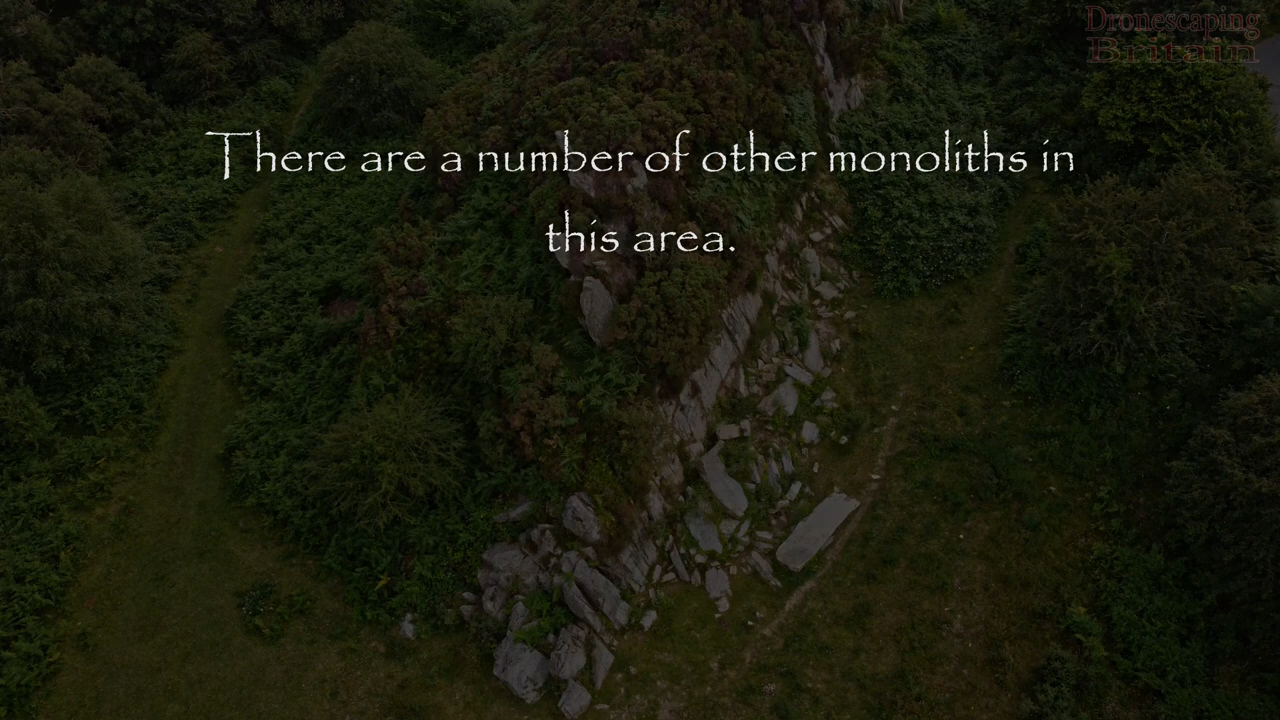 Dronescaping
Britain
There are a number of other monoliths in
this area.